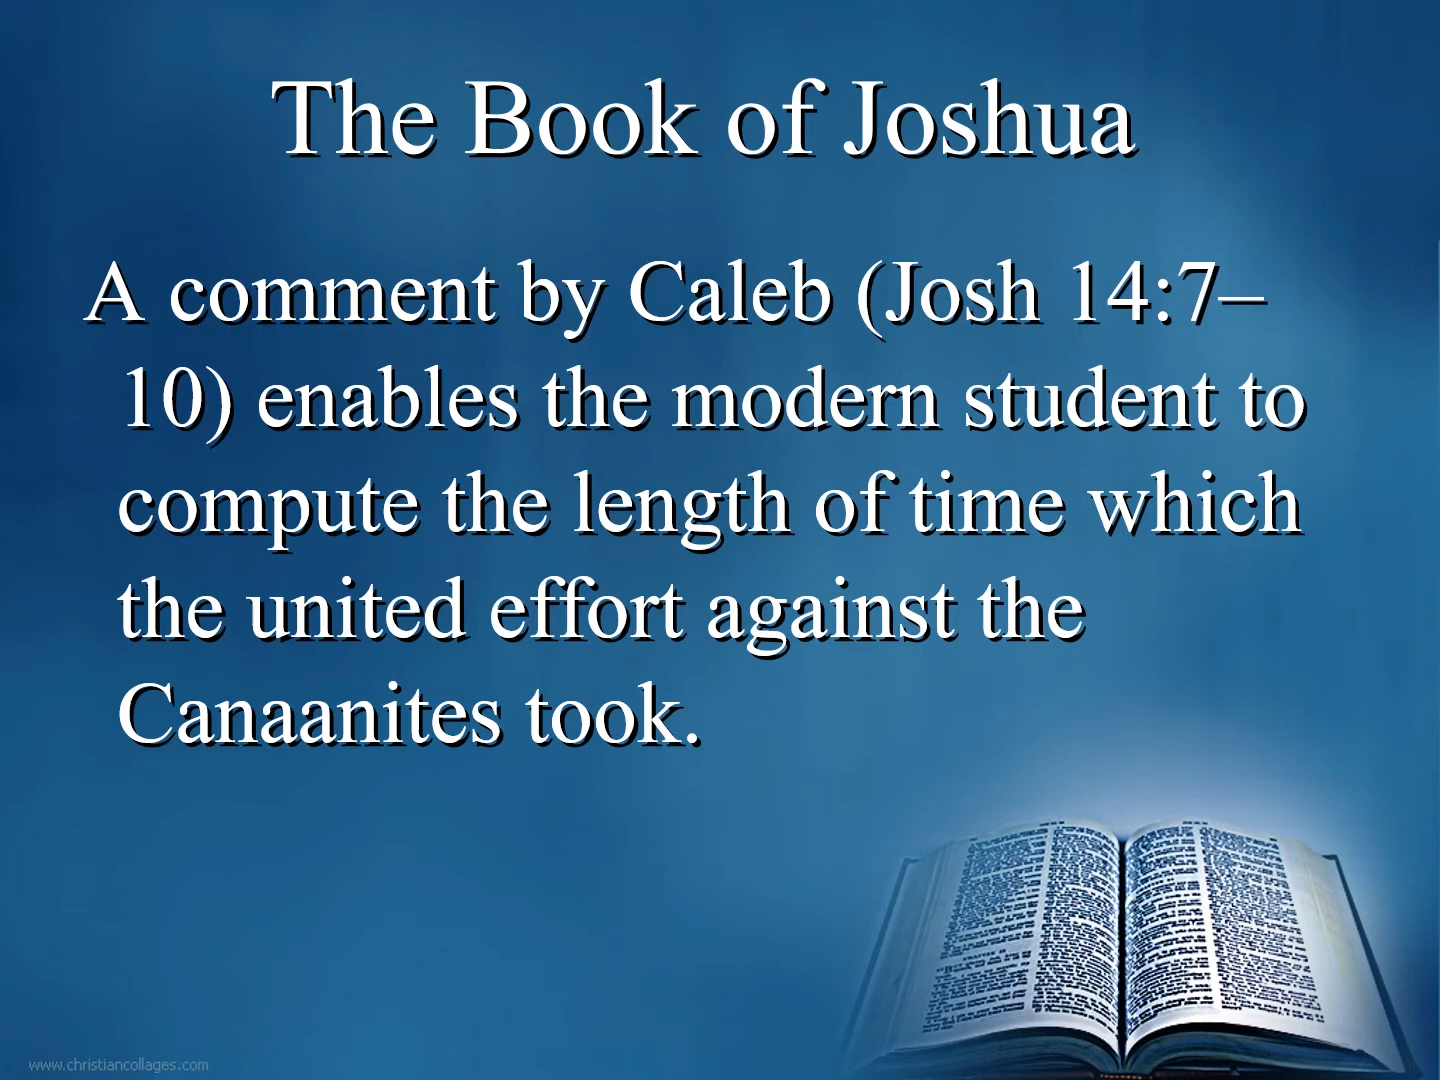 The Book of Joshua
A comment by Caleb (Josh 14:7–
10) enables the modern student to
compute the length of time which
the united effort against the
Canaanites took.
www.christiancollages.com